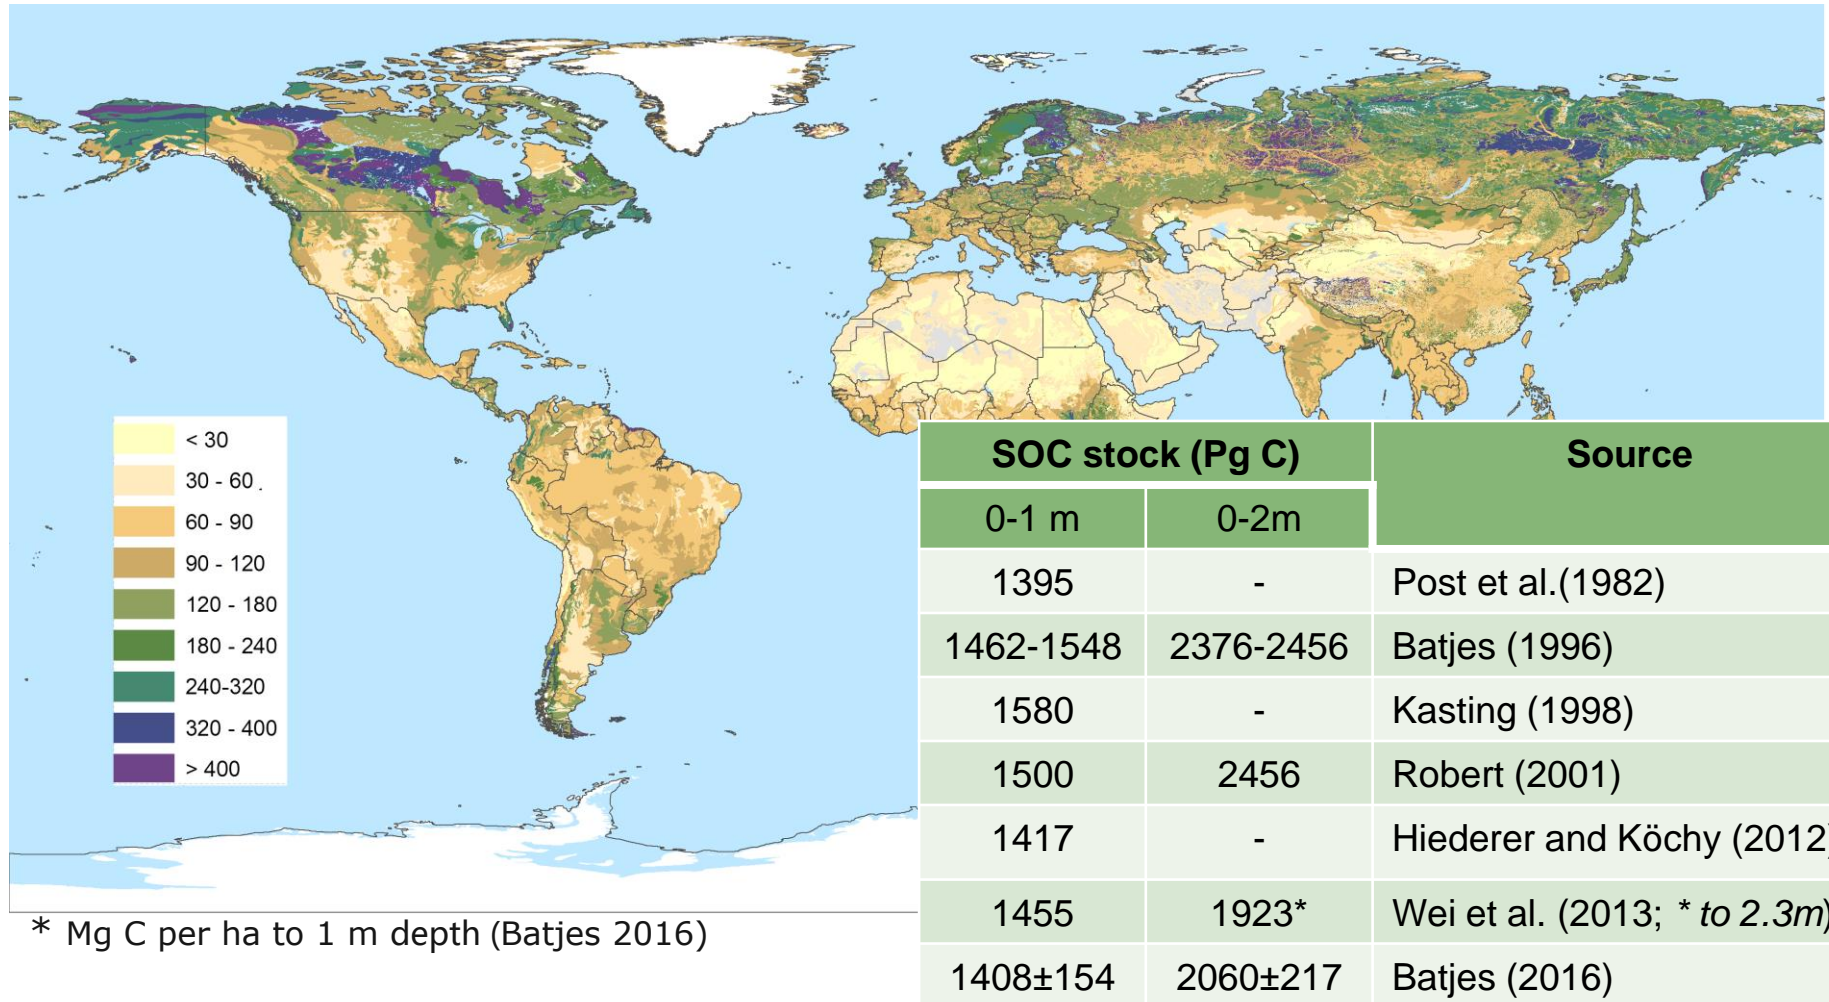 < 30
30 - 60 .
60 - 90
90 - 120
120 - 180
180 - 240
240-320
320 - 400
> 400
* Mg C per ha to 1 m depth (Batjes 2016)
SOC stock (Pg C) Source
0-1 m 0-2m
1395 - Post et al.(1982)
1462-1548 2376-2456 Batjes (1996)
1580 - Kasting (1998)
1500 2456 Robert (2001)
1417 - Hiederer and Köchy (2012)
1455 1923* Wei et al. (2013; * to 2.3m)
1408±154 2060±217 Batjes (2016)